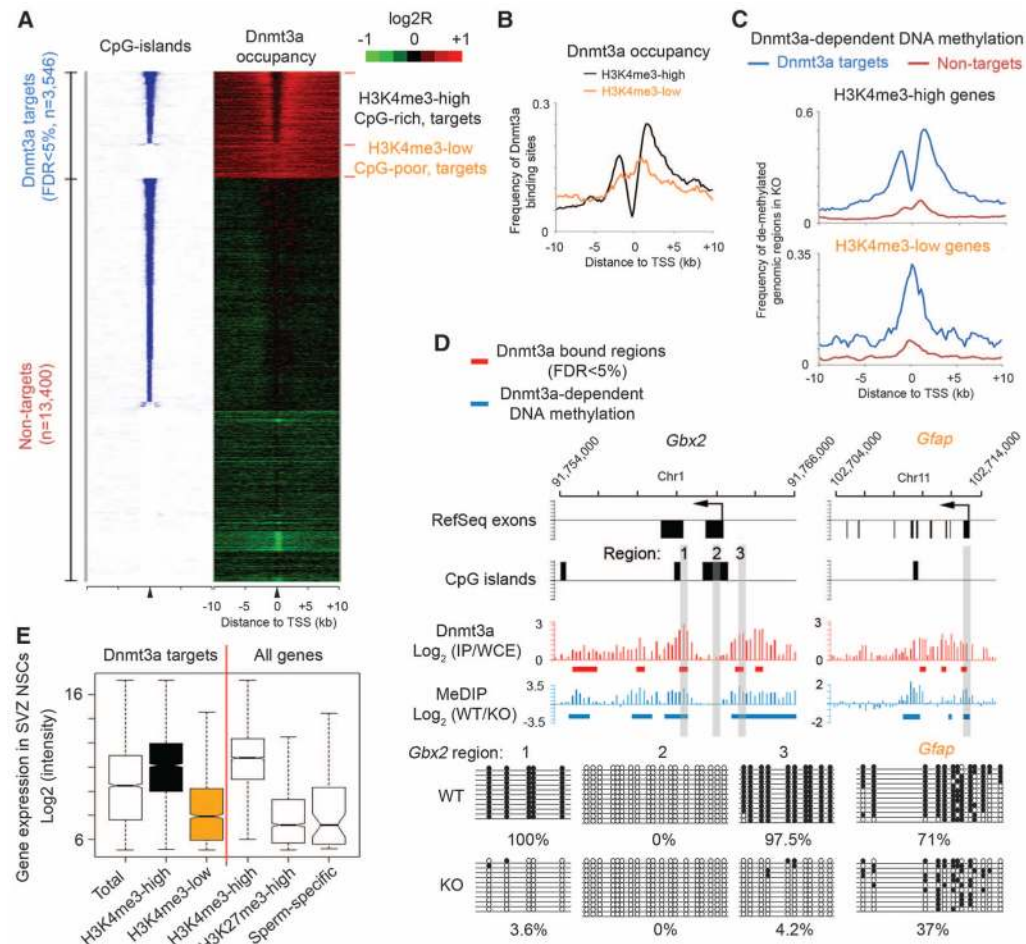 A
CpG-islands
Dnmt3a
occupancy
log2R
-1 0 +1
Dnmt3a targets
(FDR<5%, n=3,546)
Non-targets
(n=13,400)
H3K4me3-high
CpG-rich, targets
H3K4me3-low
CpG-poor, targets
-10 -5 0 +5 +10
Distance to TSS (kb)
B
Dnmt3a occupancy
H3K4me3-high
H3K4me3-low
Frequency of Dnmt3a
binding sites
0.3
0
-10 -5 0 +5 +10
Distance to TSS (kb)
C
Dnmt3a-dependent DNA methylation
Dnmt3a targets
Non-targets
H3K4me3-high genes
0.6
0
H3K4me3-low genes
0.35
0
Frequency of de-methylated
genomic regions in KO
-10 -5 0 +5 +10
Distance to TSS (kb)
D
Dnmt3a bound regions
(FDR<5%)
Dnmt3a-dependent
DNA methylation
Gbx2
Gfap
91,754,000
91,766,000
102,704,000
102,714,000
Chr1
Chr11
RefSeq exons
Region: 1 2 3
CpG islands
Dnmt3a
Log2 (IP/WCE)
3
0
3
0
MeDIP
Log2 (WT/KO)
3.5
-3.5
2
-2
Gbx2 region: 1 2 3 Gfap
WT
100% 0% 97.5% 71%
KO
3.6% 0% 4.2% 37%
E
Dnmt3a targets
All genes
Gene expression in SVZ NSCs
Log2 (intensity)
16
6
Total
H3K4me3-high
H3K4me3-low
H3K4me3-high
H3K27me3-high
Sperm-specific